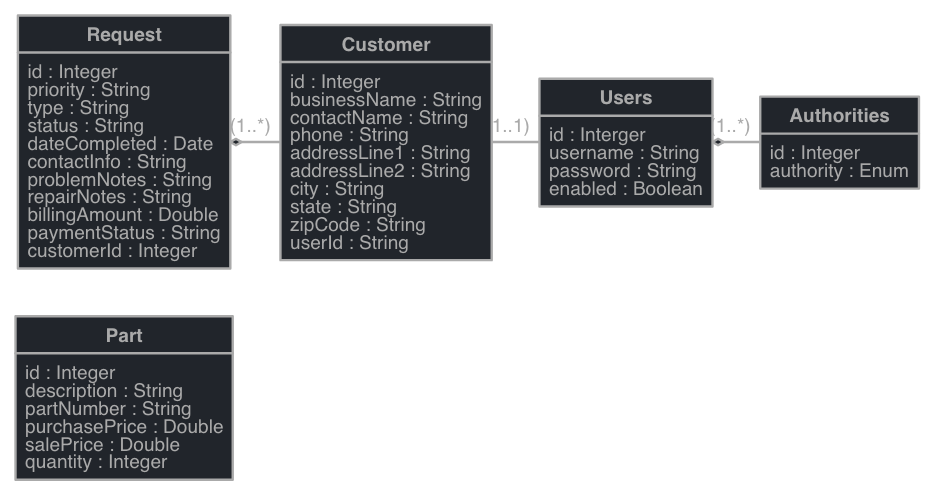 Request
id : Integer
priority : String
type : String
status : String
dateCompleted : Date
contactInfo : String
problemNotes : String
repairNotes : String
billingAmount : Double
paymentStatus : String
customerId : Integer
(1..*)
Customer
id : Integer
businessName : String
contactName : String
phone : String
addressLine1 : String
addressLine2 : String
city : String
state : String
zipCode : String
userId : String
1..1)
Users
id : Interger
username : String
password : String
enabled : Boolean
1..*)
Authorities
id : Integer
authority : Enum
Part
id : Integer
description : String
partNumber : String
purchasePrice : Double
salePrice : Double
quantity : Integer